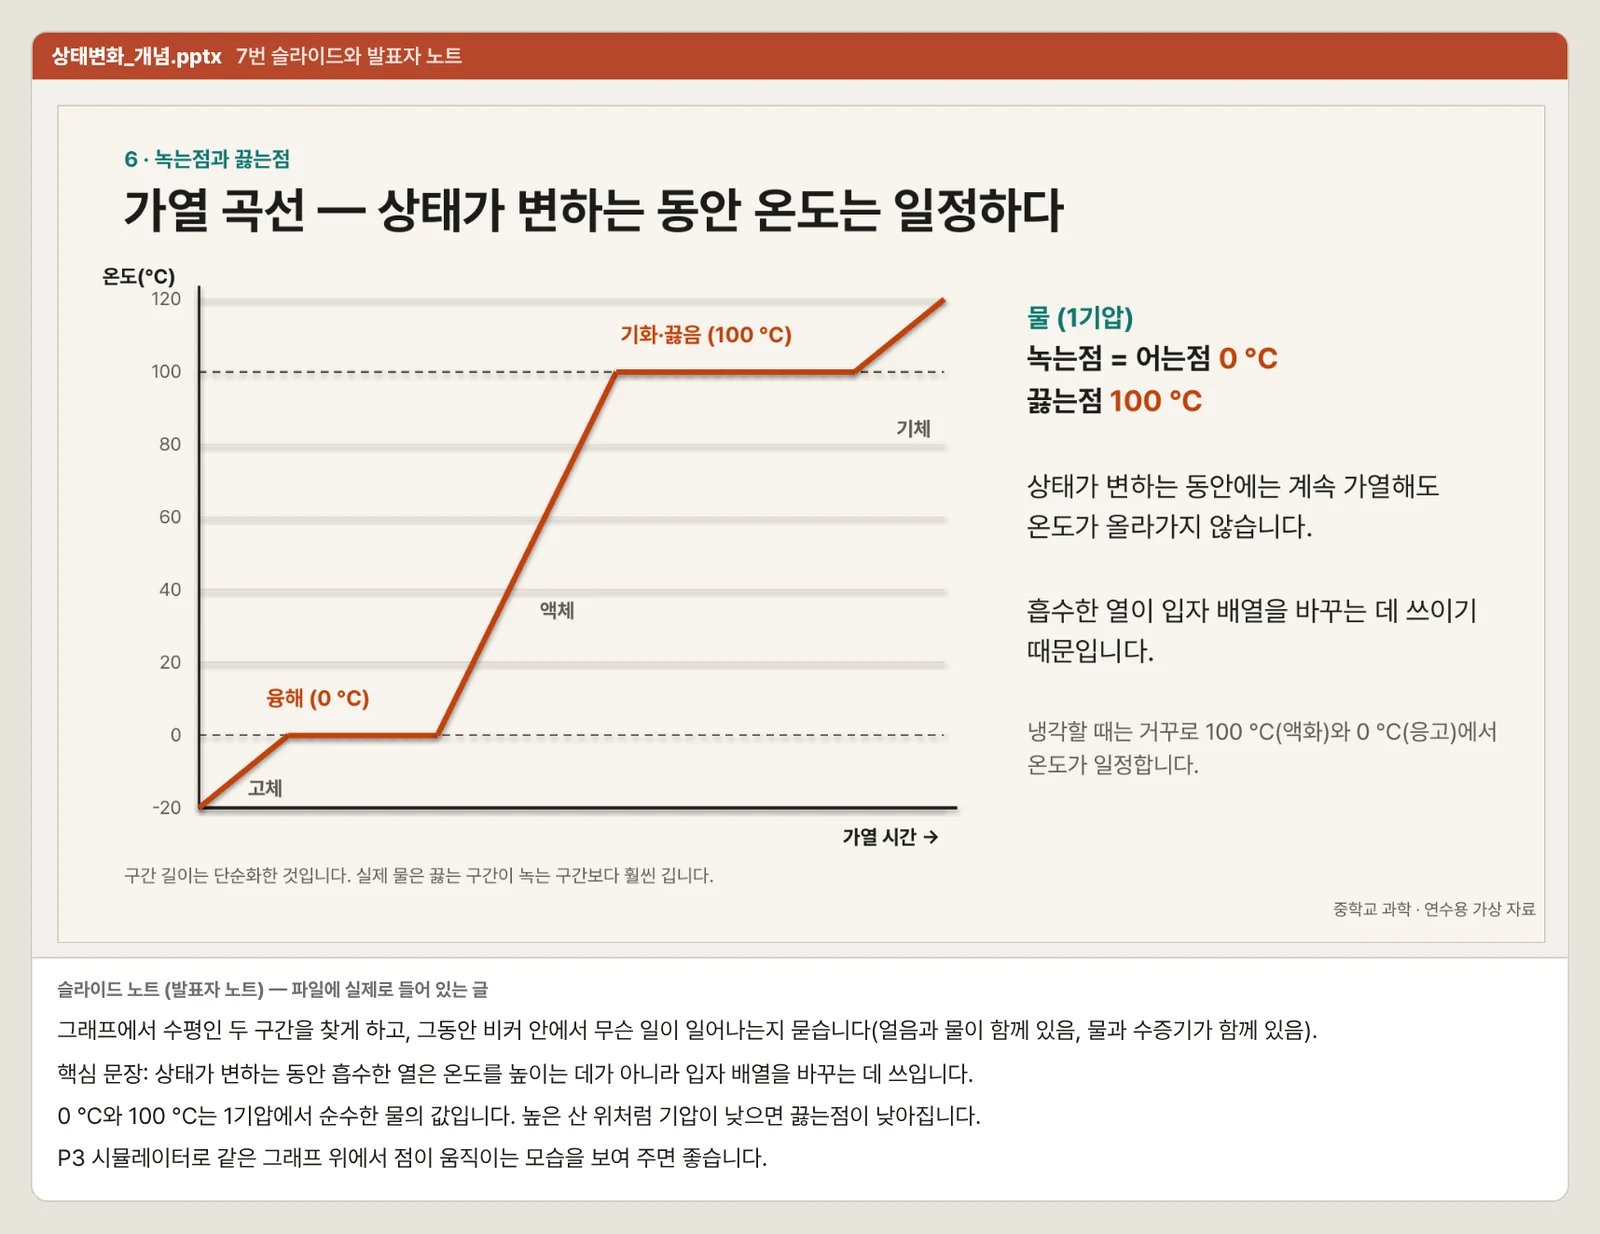 상태변화_개념.pptx 7번 슬라이드와 발표자 노트
6 · 녹는점과 끓는점
가열 곡선 — 상태가 변하는 동안 온도는 일정하다
온도(°C)
120
100
80
60
40
20
0
-20
기화·끓음 (100 °C)
기체
액체
융해 (0 °C)
고체
가열 시간 →
구간 길이는 단순화한 것입니다. 실제 물은 끓는 구간이 녹는 구간보다 훨씬 깁니다.
물 (1기압)
녹는점 = 어는점 0 °C
끓는점 100 °C
상태가 변하는 동안에는 계속 가열해도
온도가 올라가지 않습니다.
흡수한 열이 입자 배열을 바꾸는 데 쓰이기
때문입니다.
냉각할 때는 거꾸로 100 °C(액화)와 0 °C(응고)에서
온도가 일정합니다.
중학교 과학 · 연수용 가상 자료
슬라이드 노트 (발표자 노트) — 파일에 실제로 들어 있는 글
그래프에서 수평인 두 구간을 찾게 하고, 그동안 비커 안에서 무슨 일이 일어나는지 묻습니다(얼음과 물이 함께 있음, 물과 수증기가 함께 있음).
핵심 문장: 상태가 변하는 동안 흡수한 열은 온도를 높이는 데가 아니라 입자 배열을 바꾸는 데 쓰입니다.
0 °C와 100 °C는 1기압에서 순수한 물의 값입니다. 높은 산 위처럼 기압이 낮으면 끓는점이 낮아집니다.
P3 시뮬레이터로 같은 그래프 위에서 점이 움직이는 모습을 보여 주면 좋습니다.